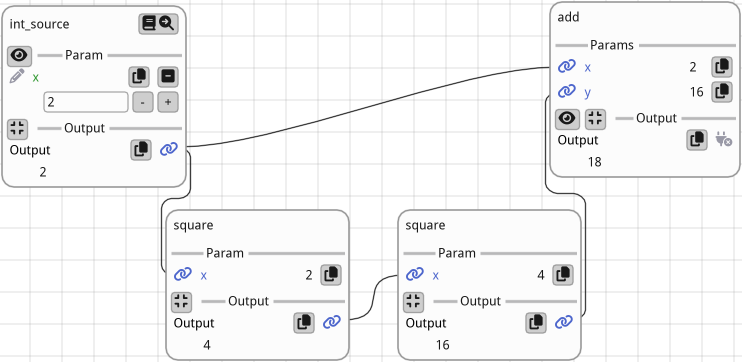 int_source
Param
x
2
- +
Output
Output
2
add
Params
x 2
y 16
Output
Output
18
square
Param
x 2
Output
Output
4
square
Param
x 4
Output
Output
16